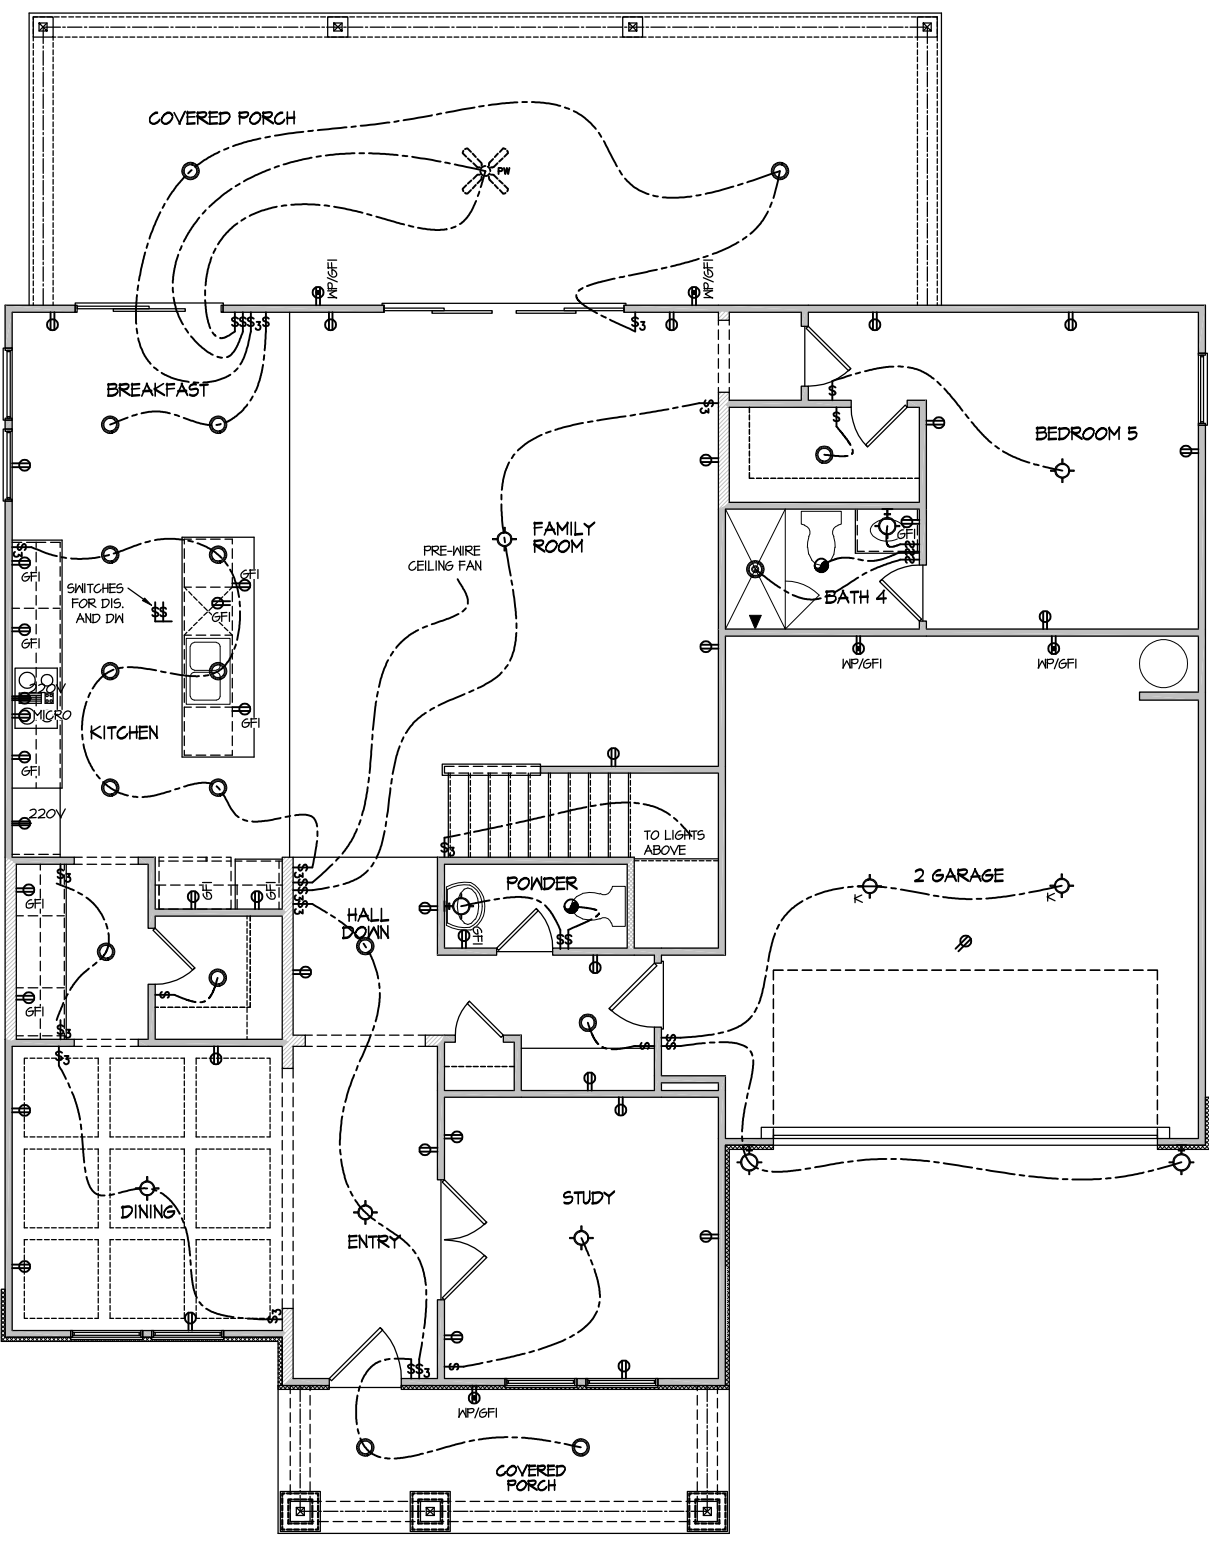 COVERED PORCH
PW
WP/GFI
WP/GFI
$$$3$
$3
BREAKFAST
$
$3
$
BEDROOM 5
FAMILY
ROOM
PRE-WIRE
CEILING FAN
GFI
$3
GFI
GFI
SWITCHES
FOR DIS.
AND DW
$$
GFI
GFI
$$$
BATH 4
WP/GFI
WP/GFI
220V
MICRO
GFI
KITCHEN
GFI
220V
TO LIGHTS
ABOVE
$3
$3
GFI
GFI
GFI
$3$$
$3$3
POWDER
2 GARAGE
K
K
HALL
DOWN
GFI
$$
$
GFI
$3
$3
$
$$
DINING
STUDY
ENTRY
$3
$$3
$
WP/GFI
COVERED
PORCH